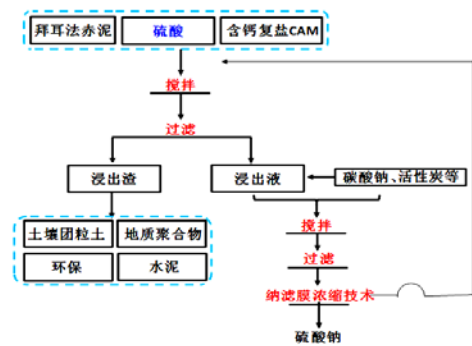 拜耳法赤泥
硫酸
含钙复盐CAM
搅拌
过滤
浸出渣
浸出液
碳酸钠、活性炭等
土壤团粒土
地质聚合物
环保
水泥
搅拌
过滤
纳滤膜浓缩技术
硫酸钠